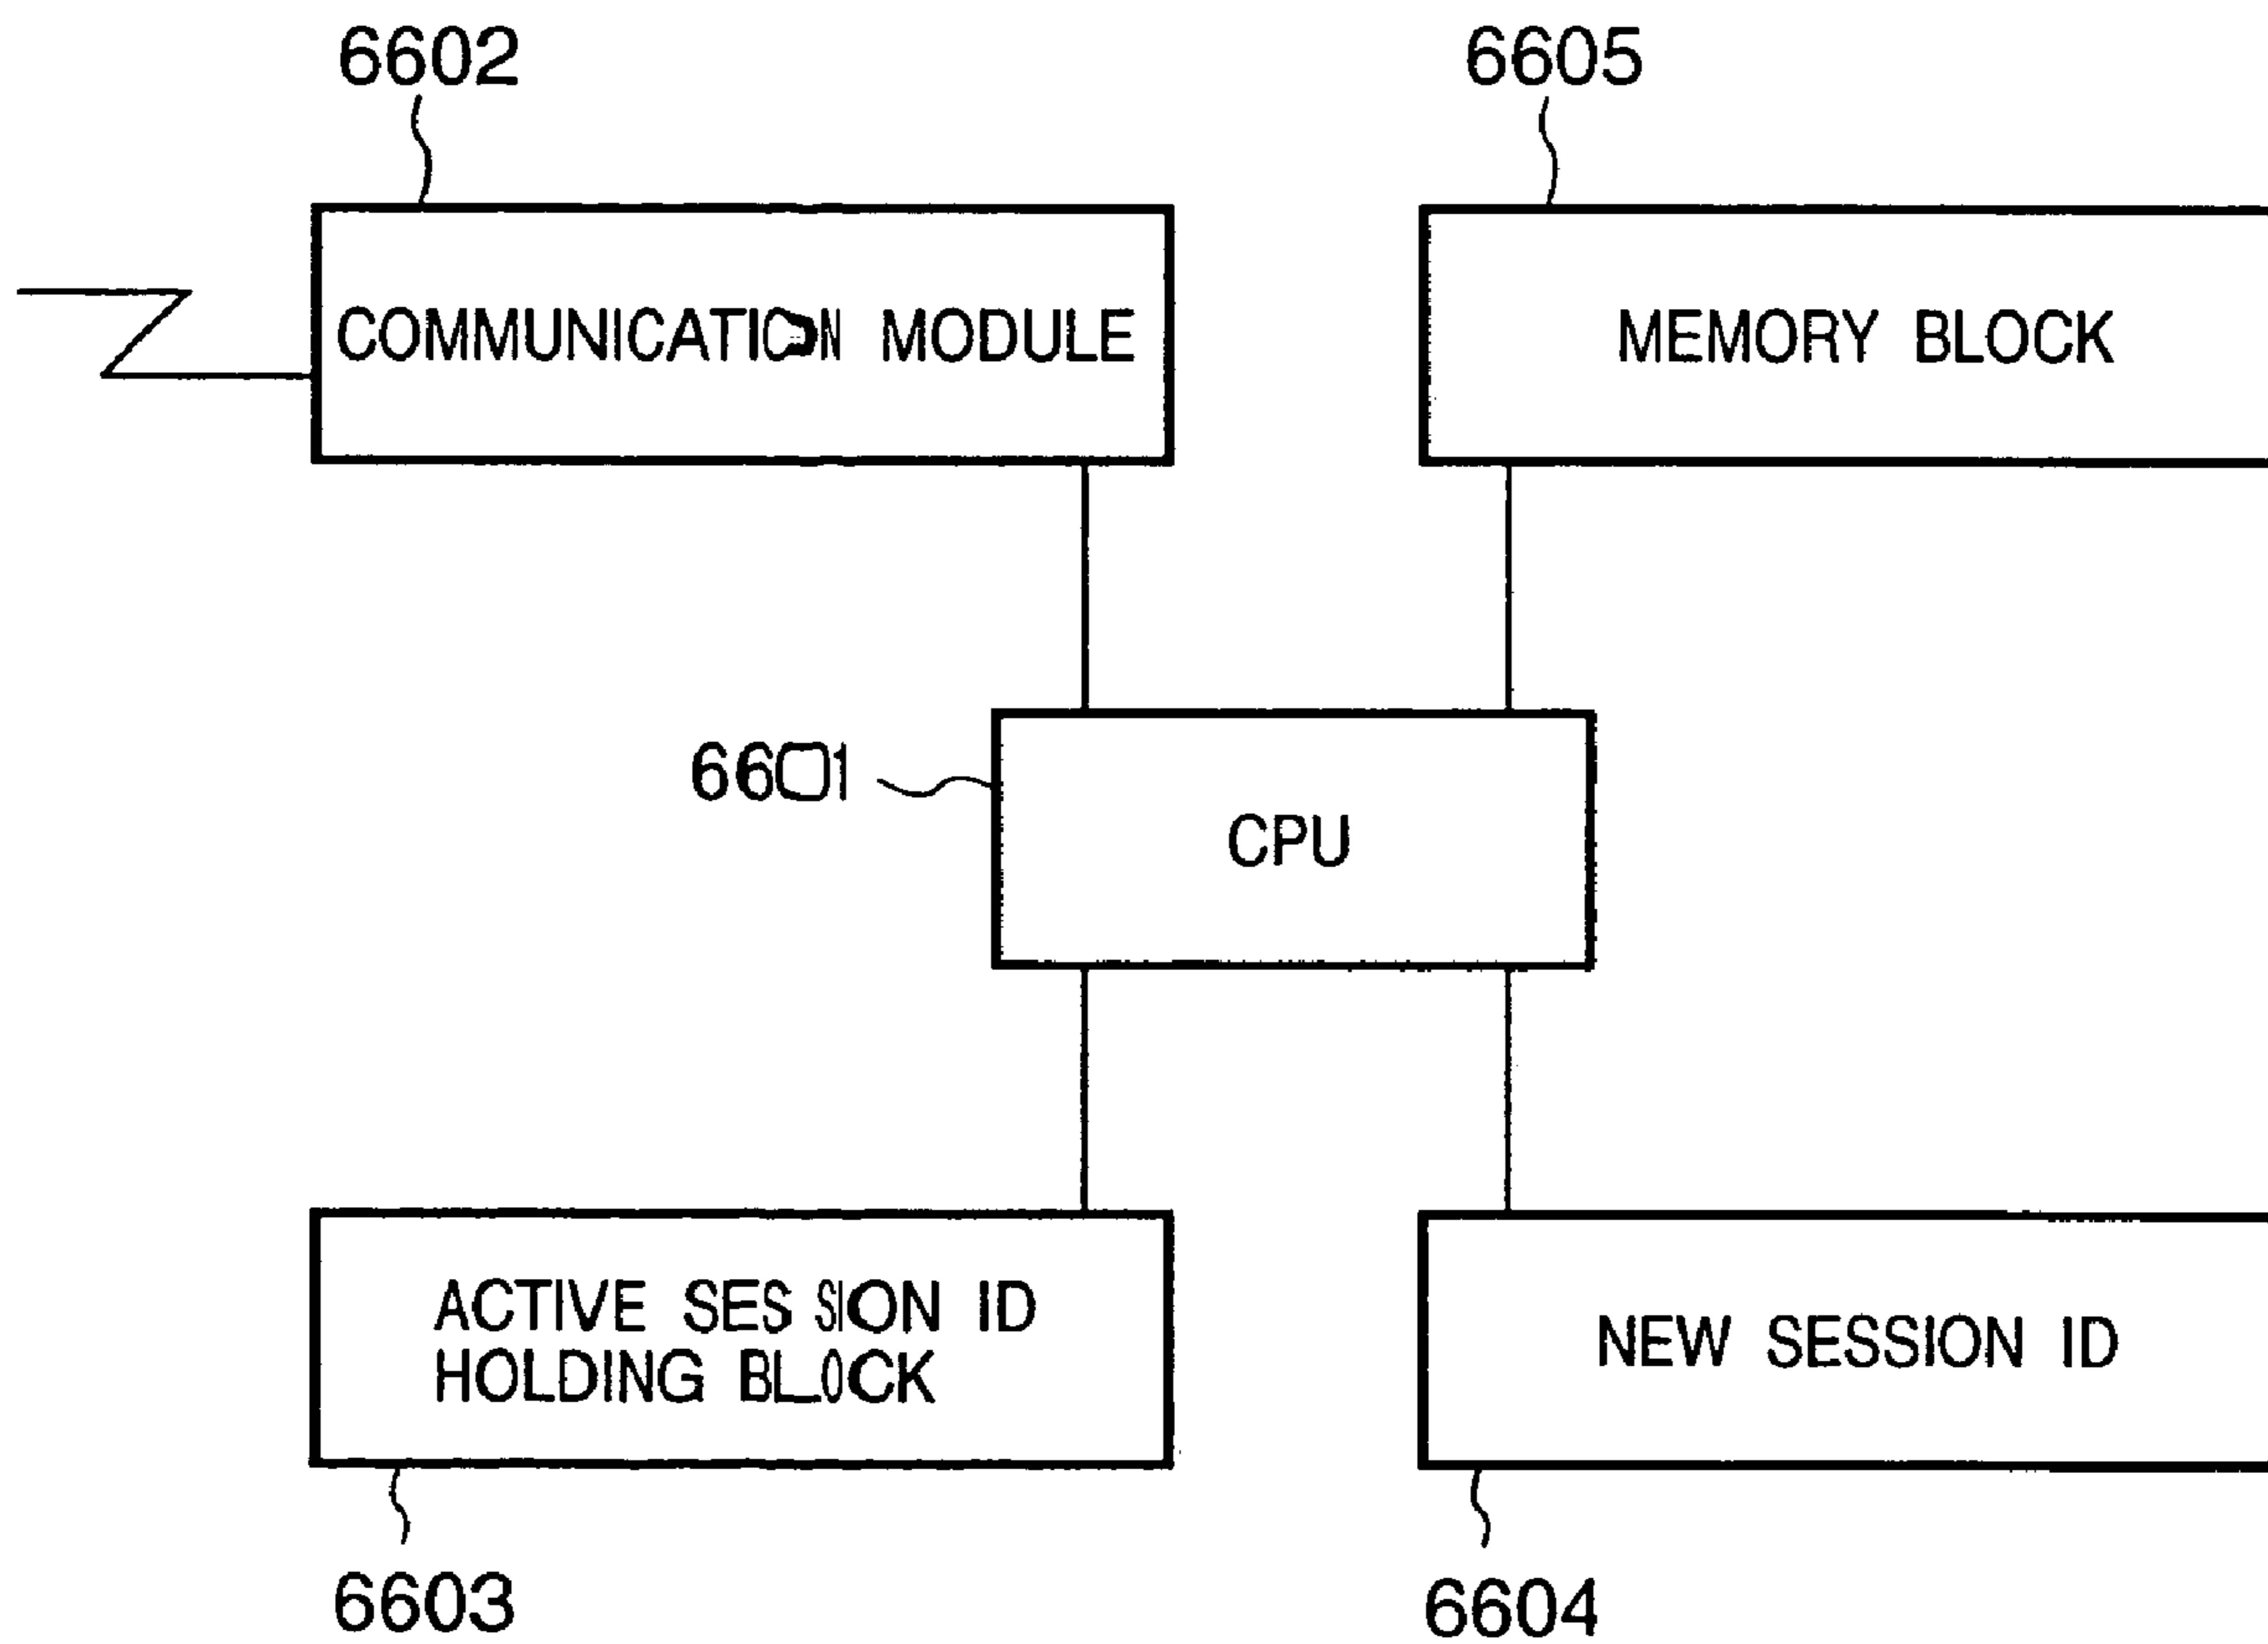 6602
6605
COMMUNICATION MODULE
MEMORY BLOCK
6601
CPU
ACTIVE SESSION ID
HOLDING BLOCK
NEW SESSION ID
6603
6604